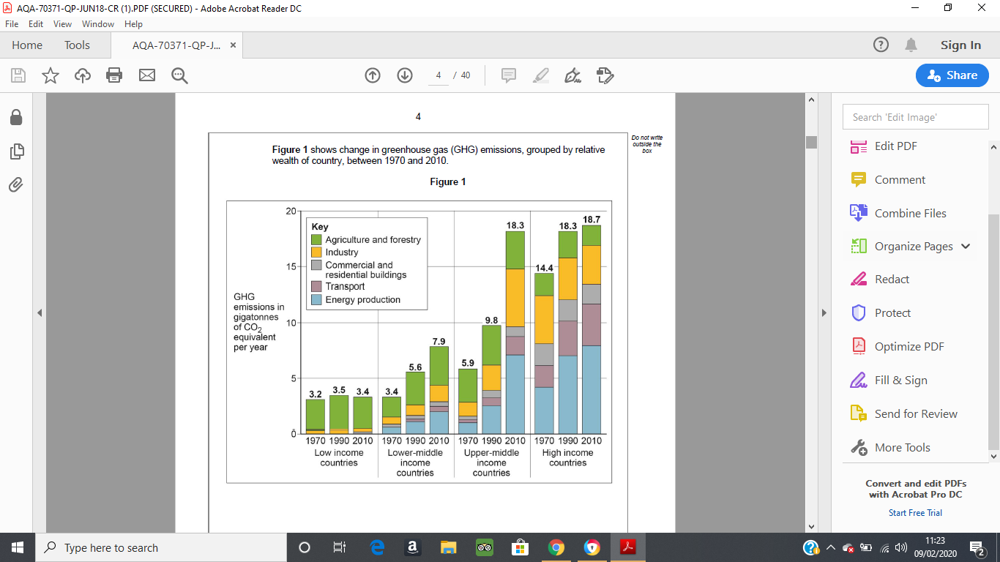 AQA-70371-QP-JUN18-CR (1).PDF (SECURED) - Adobe Acrobat Reader DC
File Edit View Window Help
Home Tools AQA-70371-QP-J... × Sign In
4 / 40 Share
4
Do not write
outside the
box
Figure 1 shows change in greenhouse gas (GHG) emissions, grouped by relative
wealth of country, between 1970 and 2010.
Figure 1
Key
Agriculture and forestry
Industry
Commercial and
residential buildings
Transport
Energy production
GHG
emissions in
gigatonnes
of CO2
equivalent
per year
20
15
10
5
0
3.2 3.5 3.4 3.4 5.6 7.9 5.9 9.8 18.3 14.4 18.3 18.7
1970 1990 2010 1970 1990 2010 1970 1990 2010 1970 1990 2010
Low income
countries
Lower-middle
income
countries
Upper-middle
income
countries
High income
countries
Search 'Edit Image'
Edit PDF
Comment
Combine Files
Organize Pages
Redact
Protect
Optimize PDF
Fill & Sign
Send for Review
More Tools
Convert and edit PDFs
with Acrobat Pro DC
Start Free Trial
Type here to search
11:23
09/02/2020
2